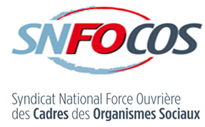 SNFOCOS
Syndicat National Force Ouvrière
des Cadres des Organismes Sociaux